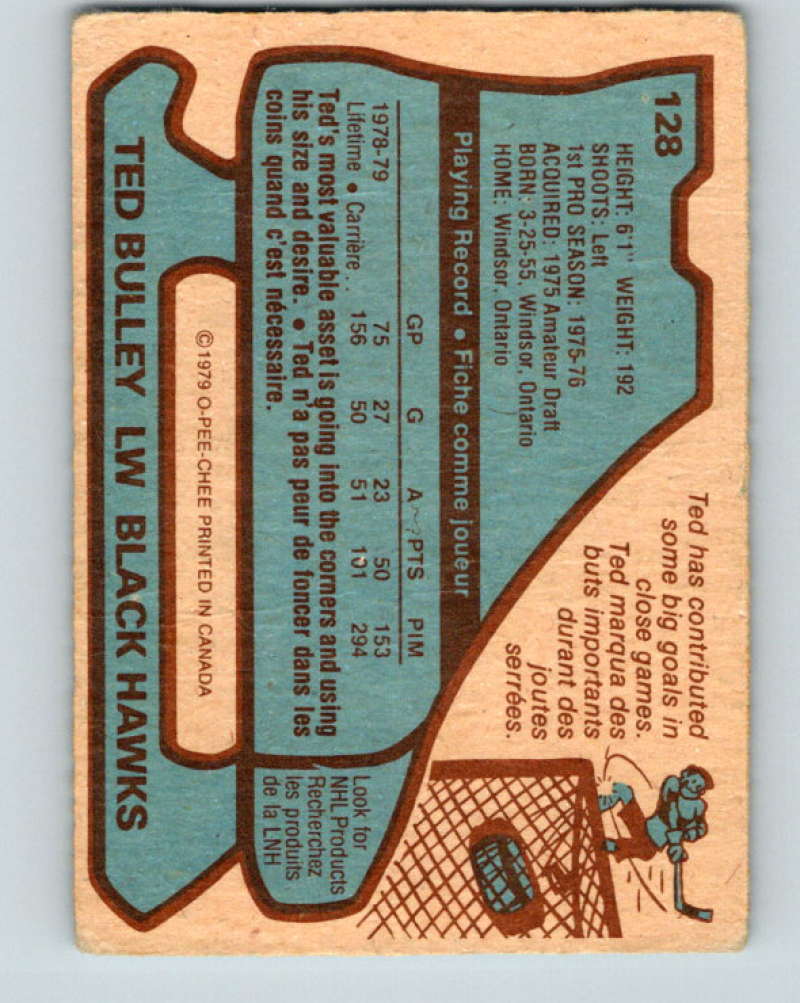 128
HEIGHT: 6'1" WEIGHT: 192
SHOOTS: Left
1st PRO SEASON: 1975-76
ACQUIRED: 1975 Amateur Draft
BORN: 3-25-55, Windsor, Ontario
HOME: Windsor, Ontario
Playing Record • Fiche comme joueur
GP G A PTS PIM
1978-79 75 27 23 50 153
Lifetime • Carrière . . 156 50 51 101 294
Ted's most valuable asset is going into the corners and using
his size and desire. • Ted n'a pas peur de foncer dans les
coins quand c'est nécessaire.
Ted has contributed
some big goals in
close games.
Ted marqua des
buts importants
durant des
joutes
serrées.
Look for
NHL Products
Recherchez
les produits
de la LNH
©1979 O-PEE-CHEE PRINTED IN CANADA
TED BULLEY LW BLACK HAWKS